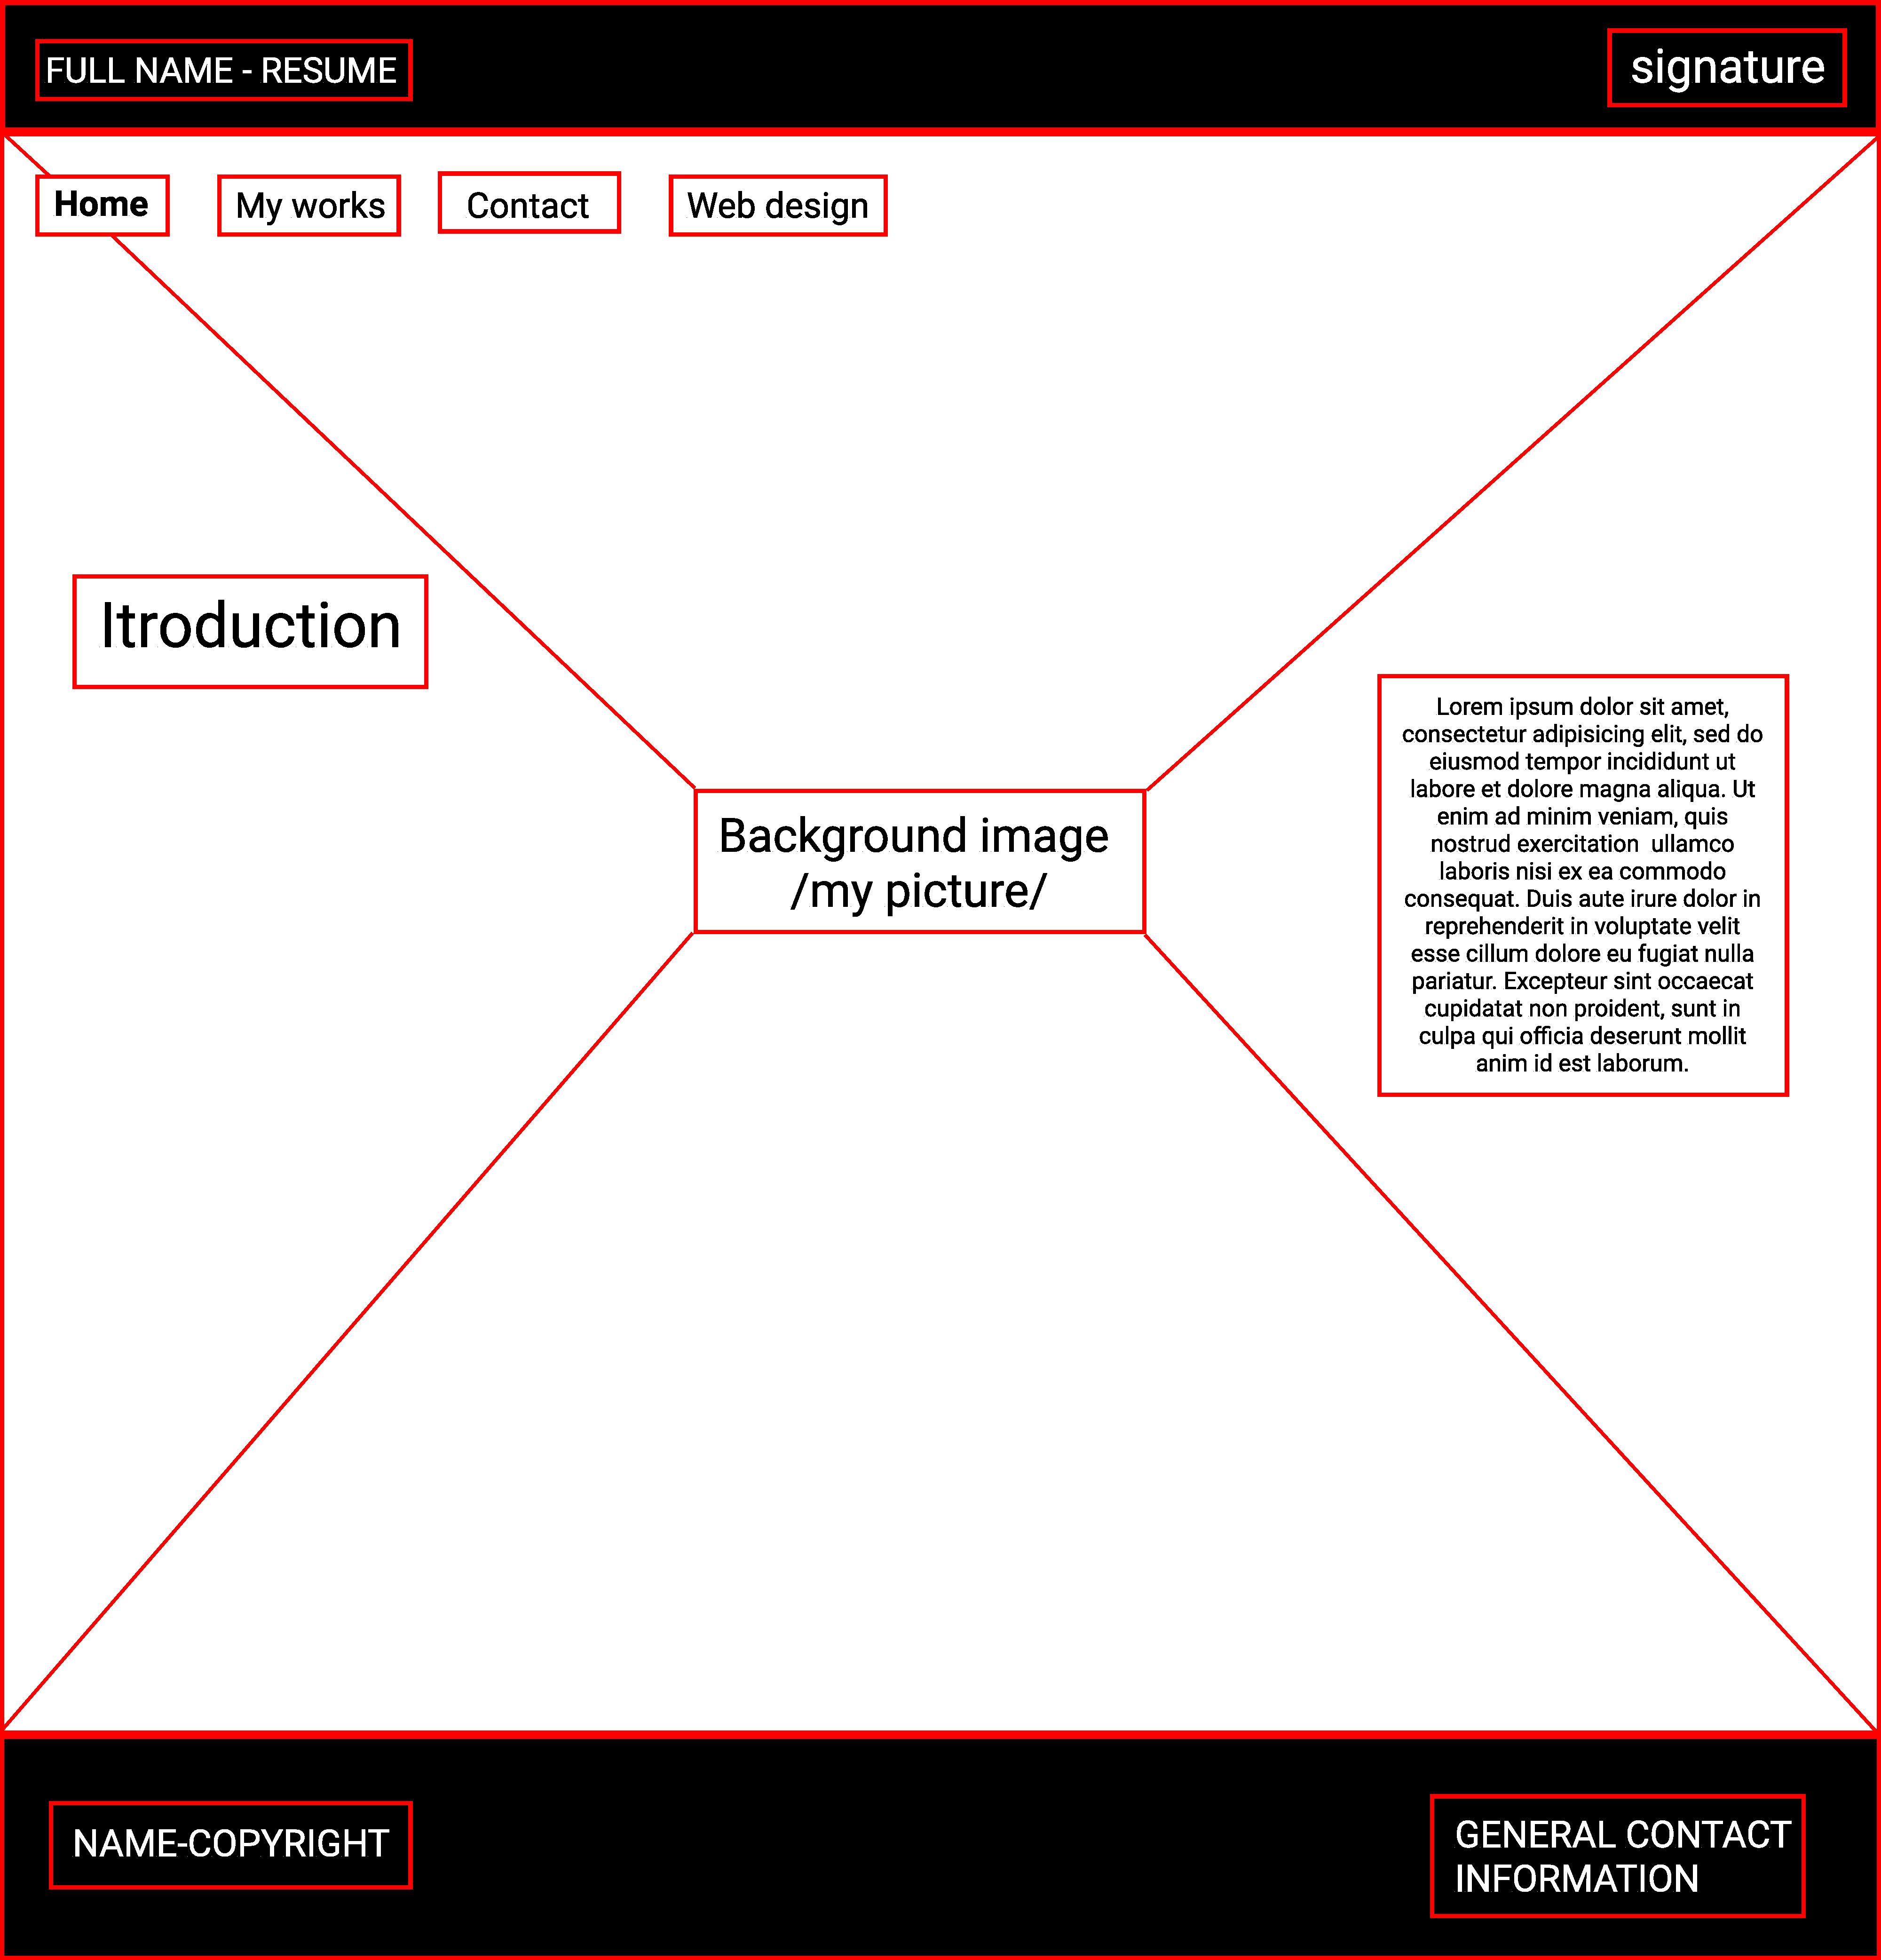 FULL NAME - RESUME
signature
Home
My works
Contact
Web design
Itroduction
Background image
/my picture/
Lorem ipsum dolor sit amet,
consectetur adipisicing elit, sed do
eiusmod tempor incididunt ut
labore et dolore magna aliqua. Ut
enim ad minim veniam, quis
nostrud exercitation  ullamco
laboris nisi ex ea commodo
consequat. Duis aute irure dolor in
reprehenderit in voluptate velit
esse cillum dolore eu fugiat nulla
pariatur. Excepteur sint occaecat
cupidatat non proident, sunt in
culpa qui officia deserunt mollit
anim id est laborum.
NAME-COPYRIGHT
GENERAL CONTACT
INFORMATION